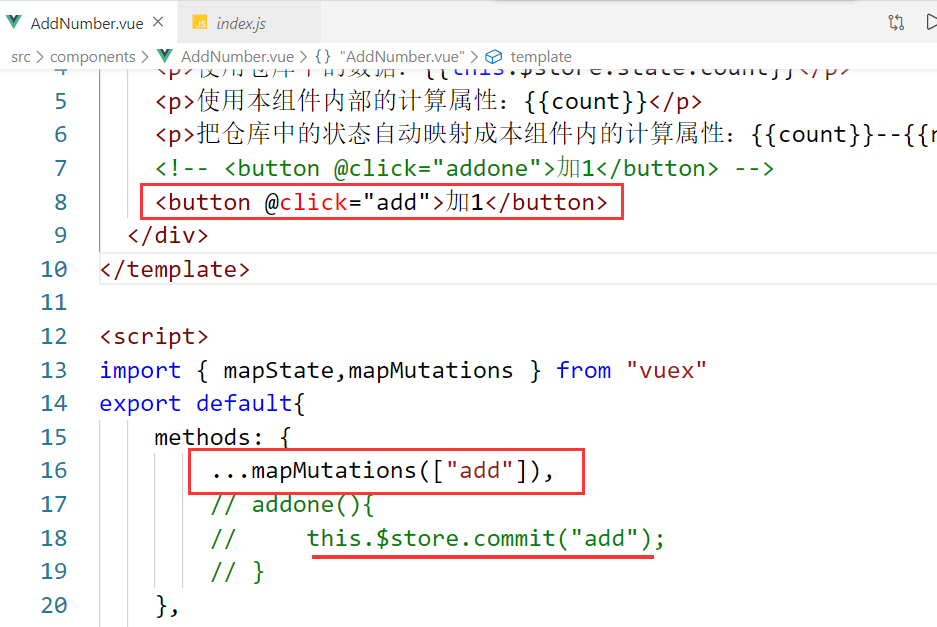 AddNumber.vue × JS index.js
src > components > AddNumber.vue > {} "AddNumber.vue" > template
4 <p>使用仓库中的数据：{{this.$store.state.count}}</p>
5 <p>使用本组件内部的计算属性：{{count}}</p>
6 <p>把仓库中的状态自动映射成本组件内的计算属性：{{count}}--{{n
7 <!-- <button @click="addone">加1</button> -->
8 <button @click="add">加1</button>
9 </div>
10 </template>
11
12 <script>
13 import { mapState,mapMutations } from "vuex"
14 export default{
15 methods: {
16 ...mapMutations(["add"]),
17 // addone(){
18 // this.$store.commit("add");
19 // }
20 },